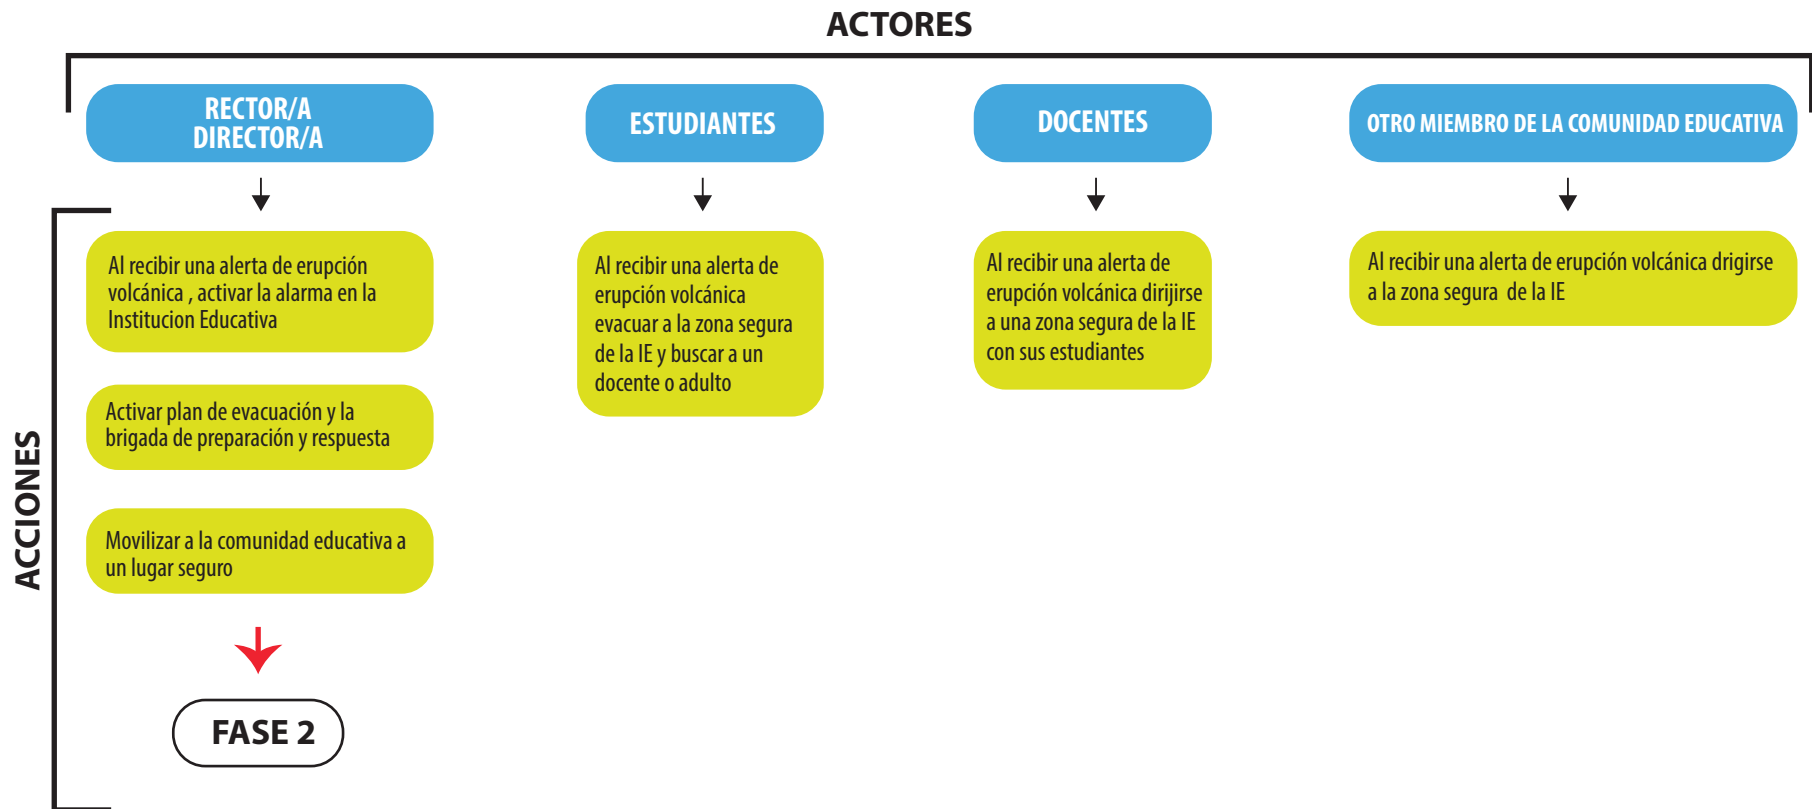 ACTORES
RECTOR/A
DIRECTOR/A
ESTUDIANTES
DOCENTES
OTRO MIEMBRO DE LA COMUNIDAD EDUCATIVA
ACCIONES
Al recibir una alerta de erupción
volcánica , activar la alarma en la
Institucion Educativa
Activar plan de evacuación y la
brigada de preparación y respuesta
Movilizar a la comunidad educativa a
un lugar seguro
FASE 2
Al recibir una alerta de
erupción volcánica
evacuar a la zona segura
de la IE y buscar a un
docente o adulto
Al recibir una alerta de
erupción volcánica dirijirse
a una zona segura de la IE
con sus estudiantes
Al recibir una alerta de erupción volcánica drigirse
a la zona segura de la IE